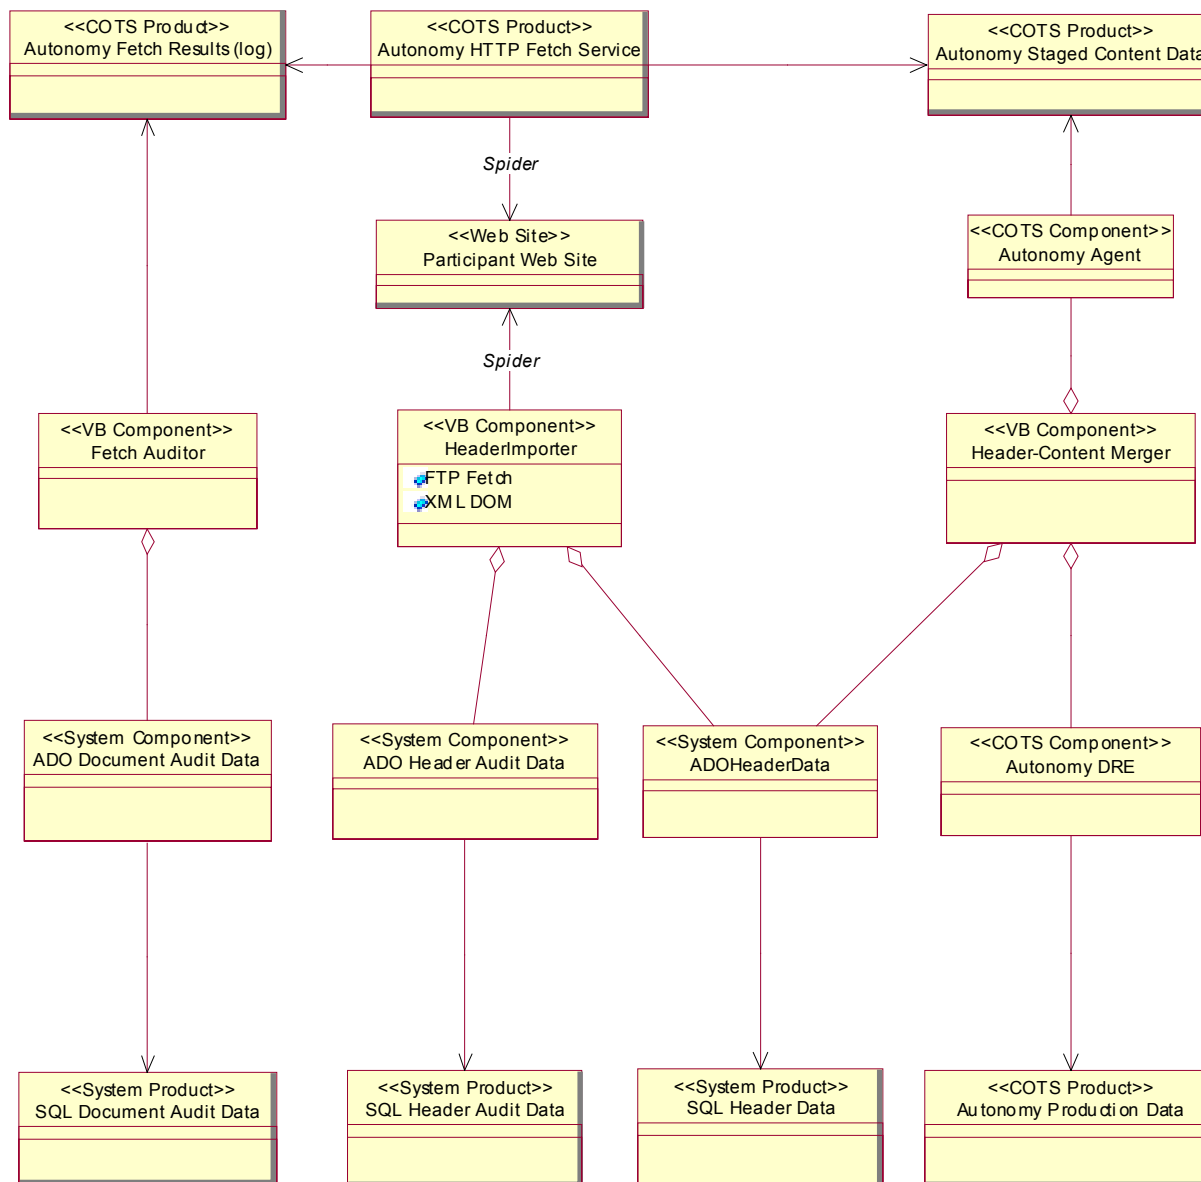 <<COTS Product>>
Autonomy Fetch Results (log)
<<COTS Product>>
Autonomy HTTP Fetch Service
<<COTS Product>>
Autonomy Staged Content Data
Spider
<<Web Site>>
Participant Web Site
<<COTS Component>>
Autonomy Agent
Spider
<<VB Component>>
Fetch Auditor
<<VB Component>>
HeaderImporter
FTP Fetch
XML DOM
<<VB Component>>
Header-Content Merger
<<System Component>>
ADO Document Audit Data
<<System Component>>
ADO Header Audit Data
<<System Component>>
ADOHeaderData
<<COTS Component>>
Autonomy DRE
<<System Product>>
SQL Document Audit Data
<<System Product>>
SQL Header Audit Data
<<System Product>>
SQL Header Data
<<COTS Product>>
Autonomy Production Data